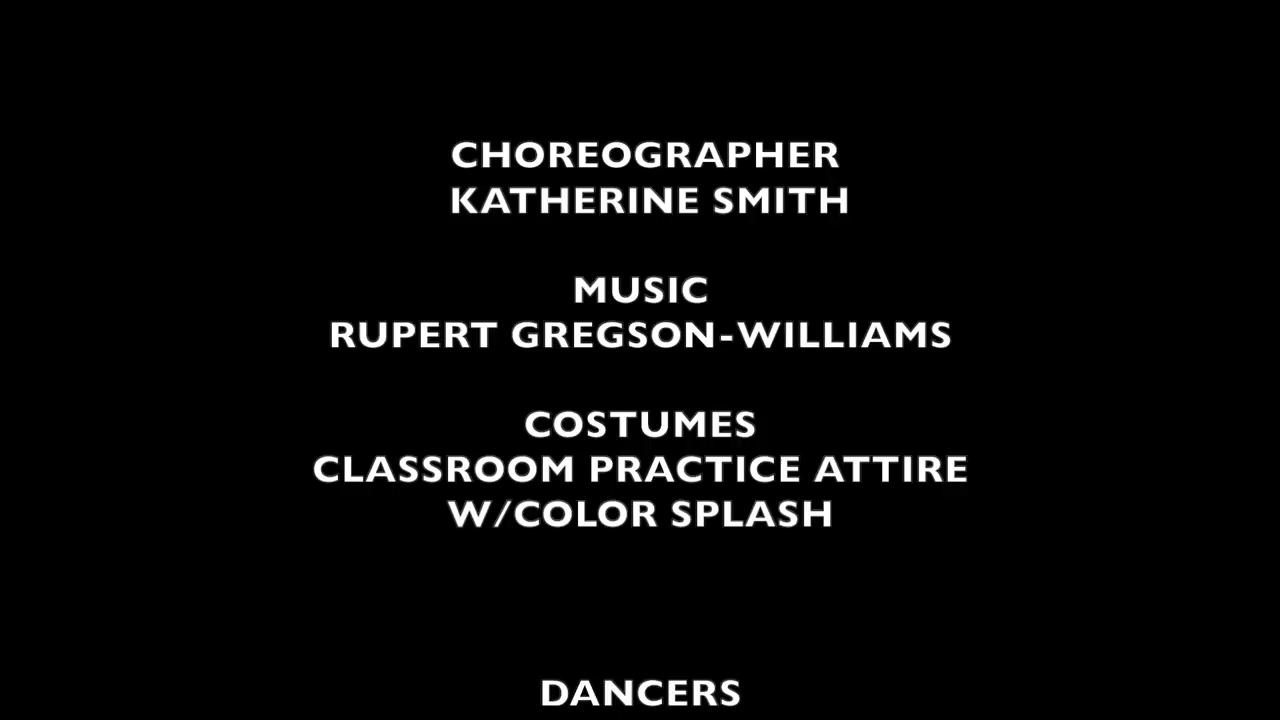 CHOREOGRAPHER
KATHERINE SMITH
MUSIC
RUPERT GREGSON-WILLIAMS
COSTUMES
CLASSROOM PRACTICE ATTIRE
W/COLOR SPLASH
DANCERS